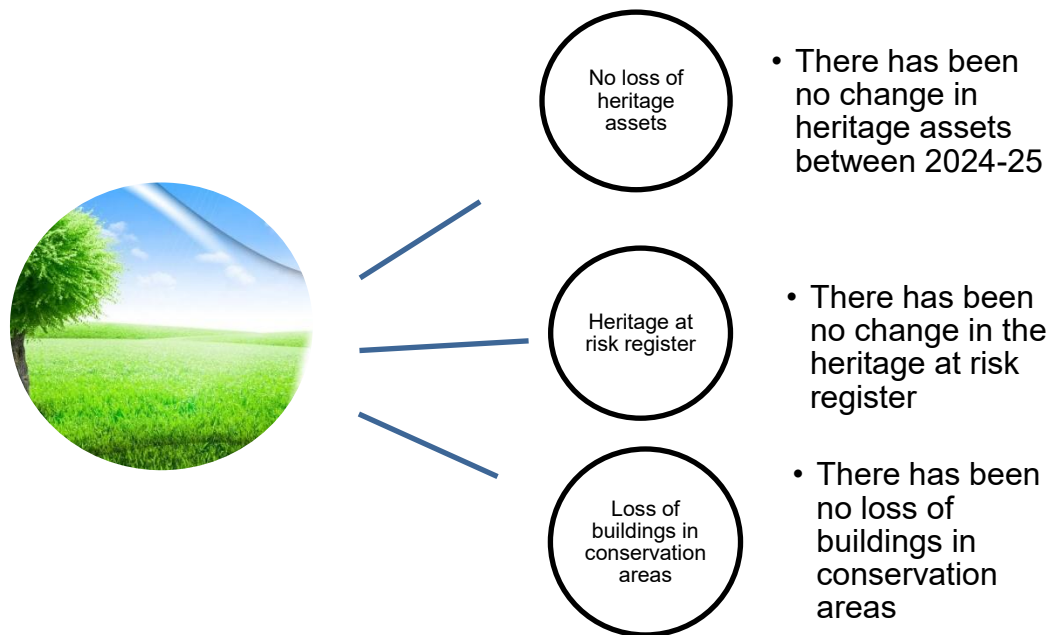 No loss of
heritage
assets
• There has been
no change in
heritage assets
between 2024-25
Heritage at
risk register
• There has been
no change in the
heritage at risk
register
Loss of
buildings in
conservation
areas
• There has been
no loss of
buildings in
conservation
areas